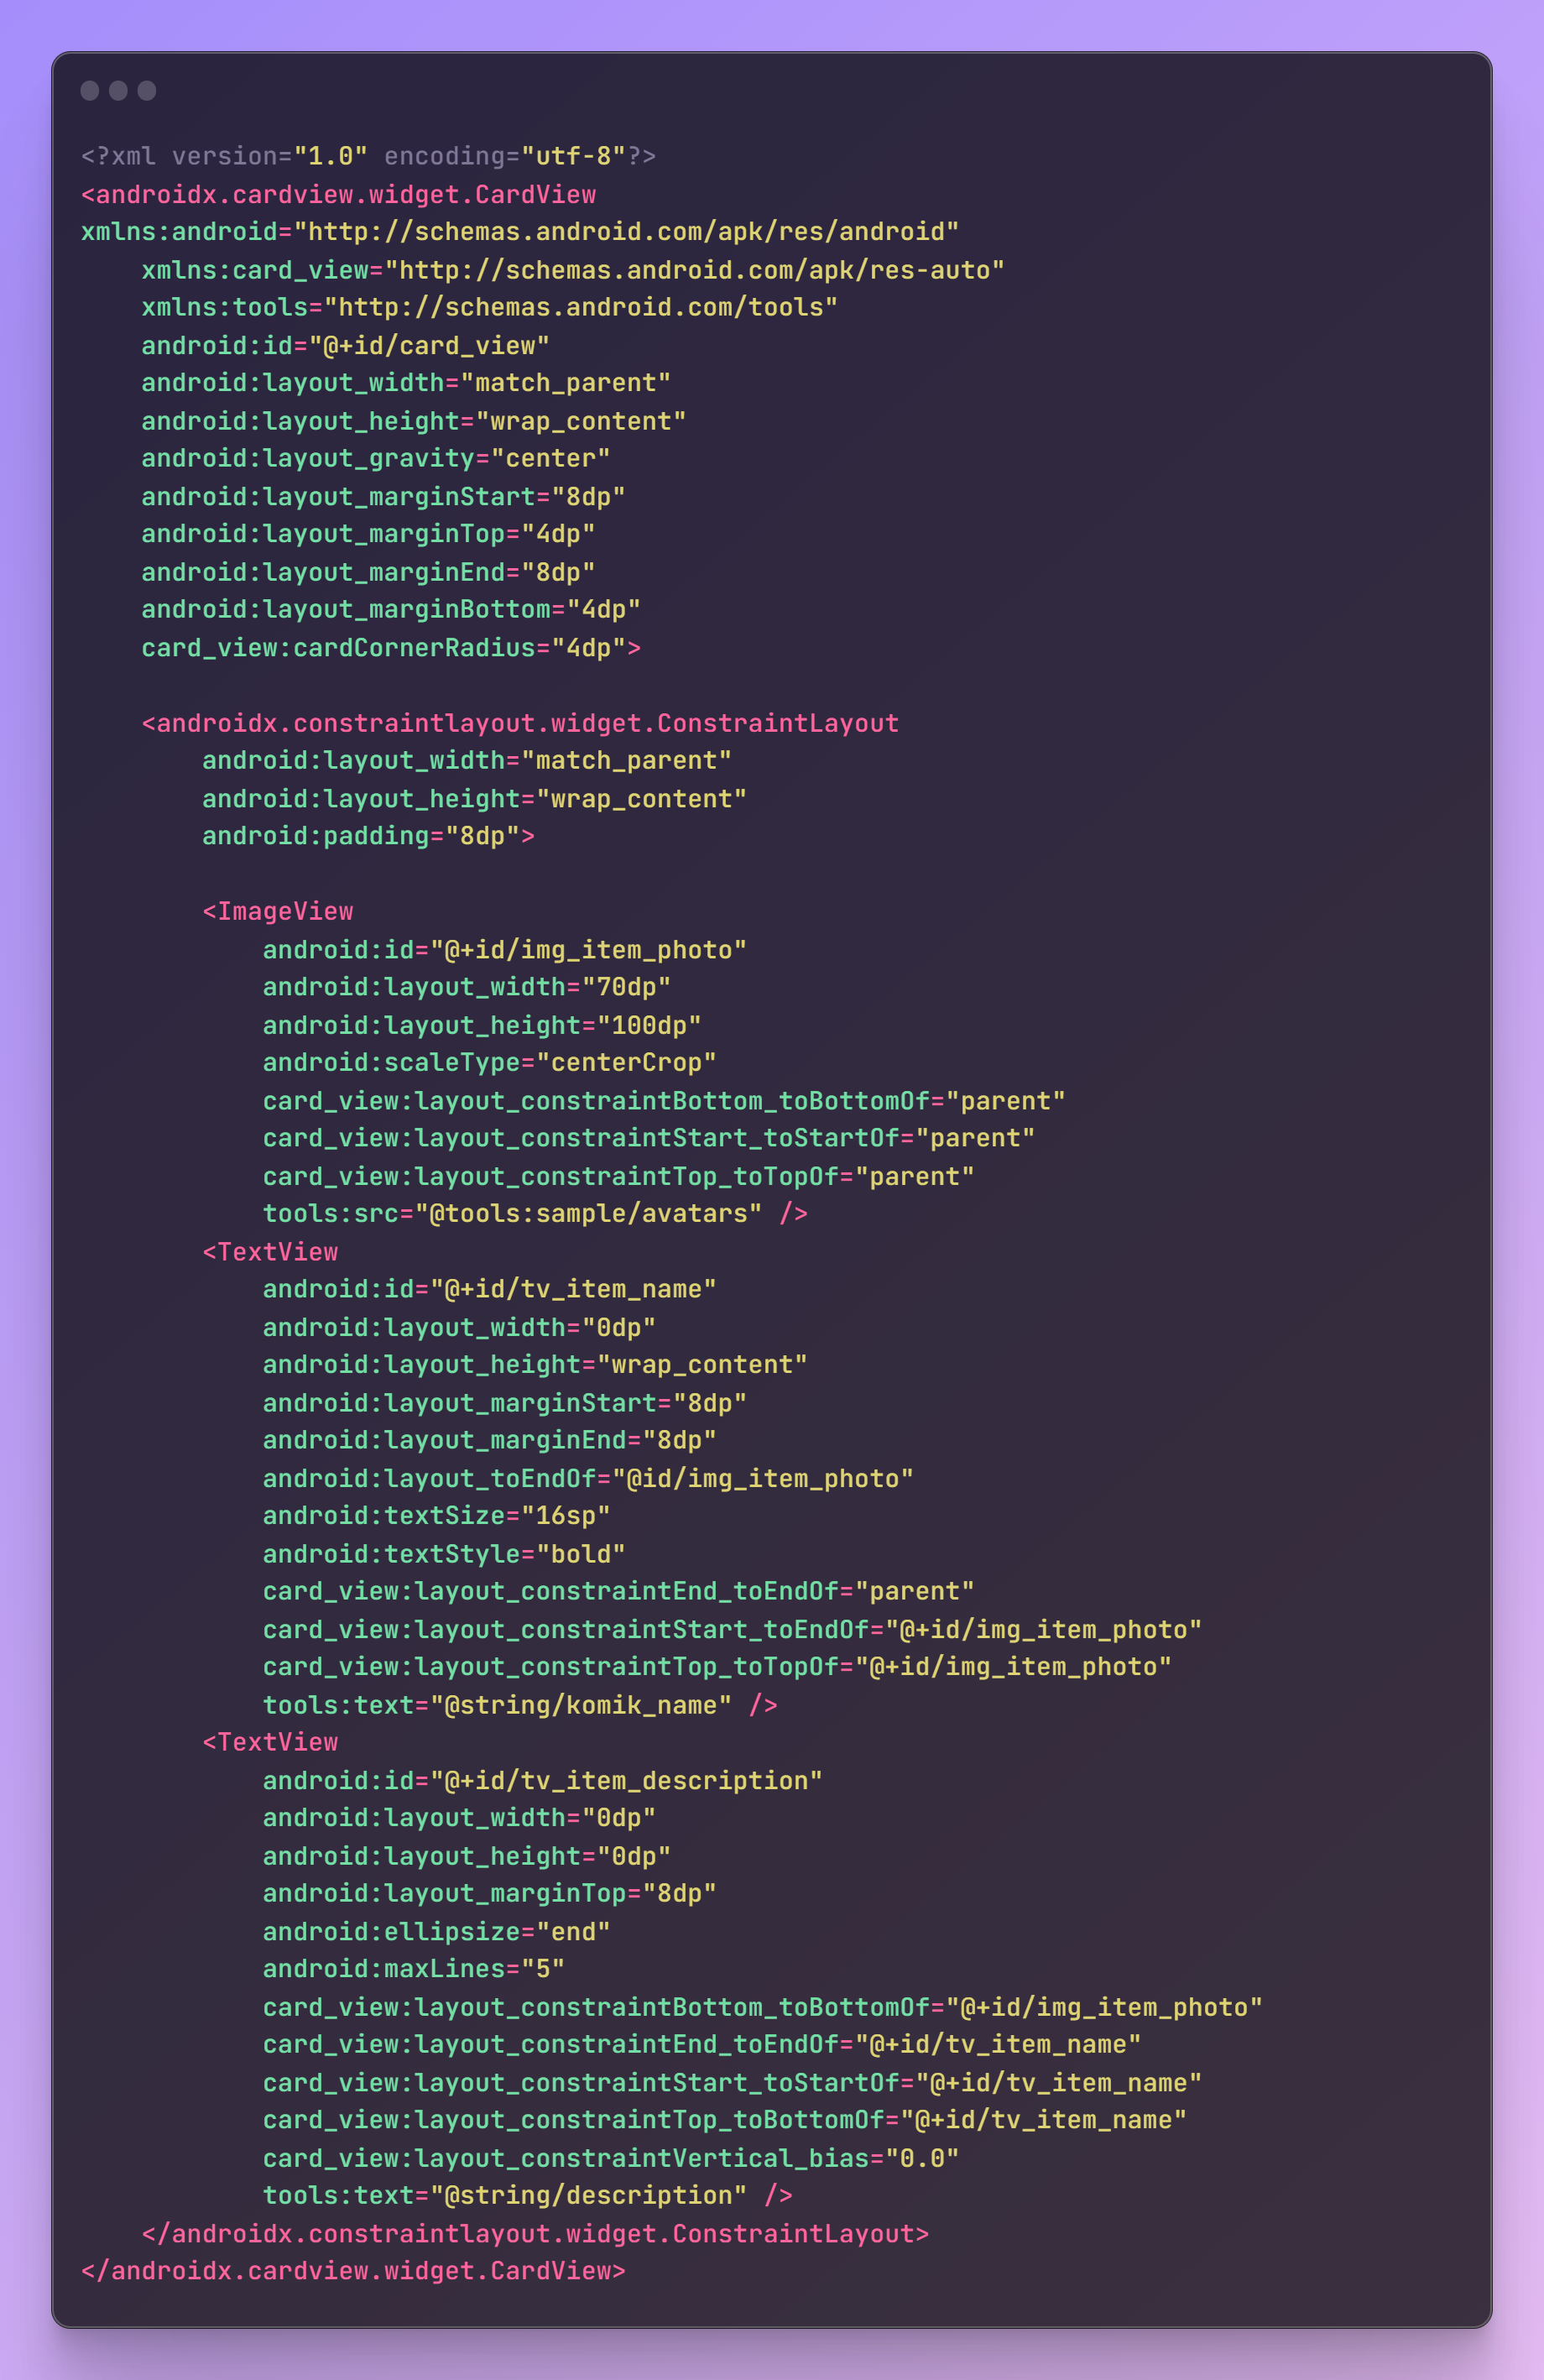 <?xml version="1.0" encoding="utf-8"?>
<androidx.cardview.widget.CardView
xmlns:android="http://schemas.android.com/apk/res/android"
    xmlns:card_view="http://schemas.android.com/apk/res-auto"
    xmlns:tools="http://schemas.android.com/tools"
    android:id="@+id/card_view"
    android:layout_width="match_parent"
    android:layout_height="wrap_content"
    android:layout_gravity="center"
    android:layout_marginStart="8dp"
    android:layout_marginTop="4dp"
    android:layout_marginEnd="8dp"
    android:layout_marginBottom="4dp"
    card_view:cardCornerRadius="4dp">

    <androidx.constraintlayout.widget.ConstraintLayout
        android:layout_width="match_parent"
        android:layout_height="wrap_content"
        android:padding="8dp">

        <ImageView
            android:id="@+id/img_item_photo"
            android:layout_width="70dp"
            android:layout_height="100dp"
            android:scaleType="centerCrop"
            card_view:layout_constraintBottom_toBottomOf="parent"
            card_view:layout_constraintStart_toStartOf="parent"
            card_view:layout_constraintTop_toTopOf="parent"
            tools:src="@tools:sample/avatars" />
        <TextView
            android:id="@+id/tv_item_name"
            android:layout_width="0dp"
            android:layout_height="wrap_content"
            android:layout_marginStart="8dp"
            android:layout_marginEnd="8dp"
            android:layout_toEndOf="@id/img_item_photo"
            android:textSize="16sp"
            android:textStyle="bold"
            card_view:layout_constraintEnd_toEndOf="parent"
            card_view:layout_constraintStart_toEndOf="@+id/img_item_photo"
            card_view:layout_constraintTop_toTopOf="@+id/img_item_photo"
            tools:text="@string/komik_name" />
        <TextView
            android:id="@+id/tv_item_description"
            android:layout_width="0dp"
            android:layout_height="0dp"
            android:layout_marginTop="8dp"
            android:ellipsize="end"
            android:maxLines="5"
            card_view:layout_constraintBottom_toBottomOf="@+id/img_item_photo"
            card_view:layout_constraintEnd_toEndOf="@+id/tv_item_name"
            card_view:layout_constraintStart_toStartOf="@+id/tv_item_name"
            card_view:layout_constraintTop_toBottomOf="@+id/tv_item_name"
            card_view:layout_constraintVertical_bias="0.0"
            tools:text="@string/description" />
    </androidx.constraintlayout.widget.ConstraintLayout>
</androidx.cardview.widget.CardView>